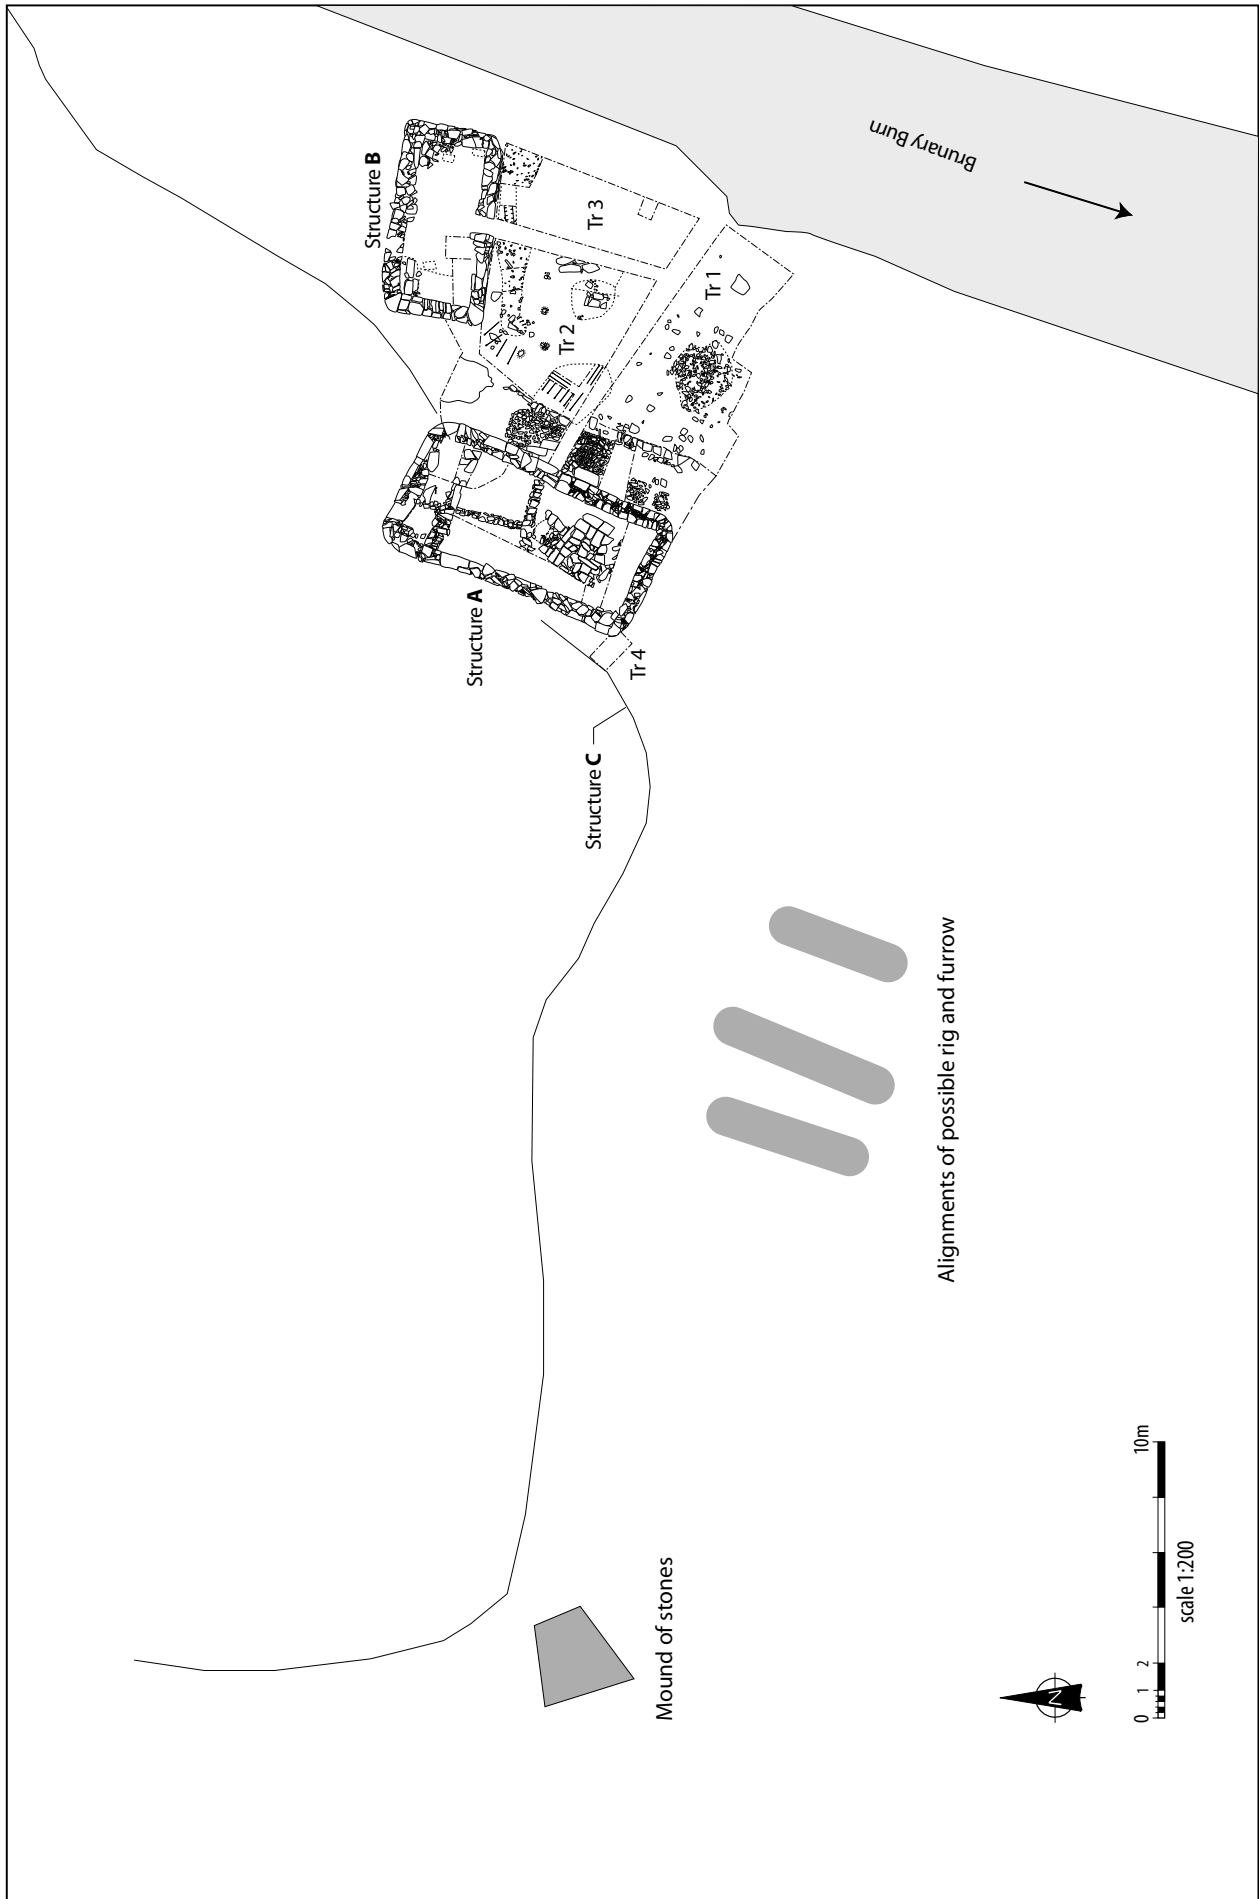 Structure B
Brunary Burn
Tr 3
Tr 1
Tr 2
Structure A
Tr 4
Structure C
Alignments of possible rig and furrow
Mound of stones
N
0 1 2 10m
scale 1:200